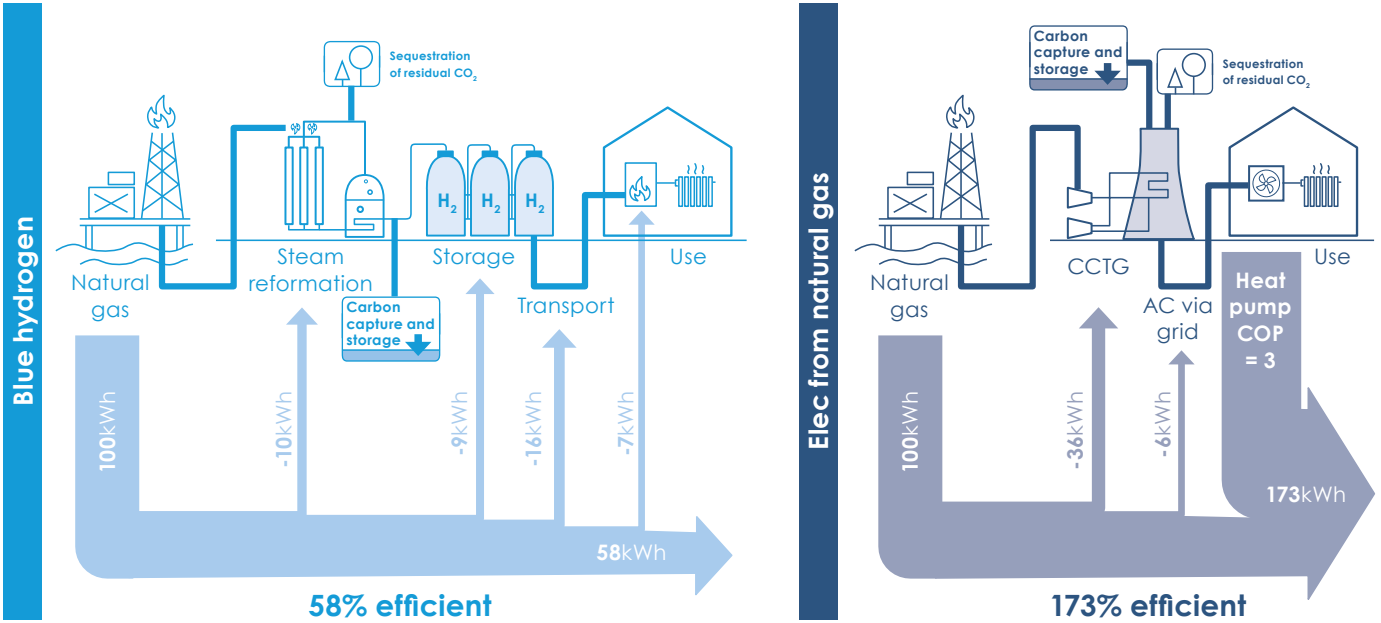 Blue hydrogen
Sequestration
of residual CO₂
Natural
gas
Steam
reformation
Carbon
capture and
storage
H₂
H₂
H₂
Storage
Transport
Use
100kWh
-10kWh
-9kWh
-16kWh
-7kWh
58kWh
58% efficient
Elec from natural gas
Carbon
capture and
storage
Sequestration
of residual CO₂
Natural
gas
CCTG
AC via
grid
Use
Heat
pump
COP
= 3
100kWh
-36kWh
-6kWh
173kWh
173% efficient